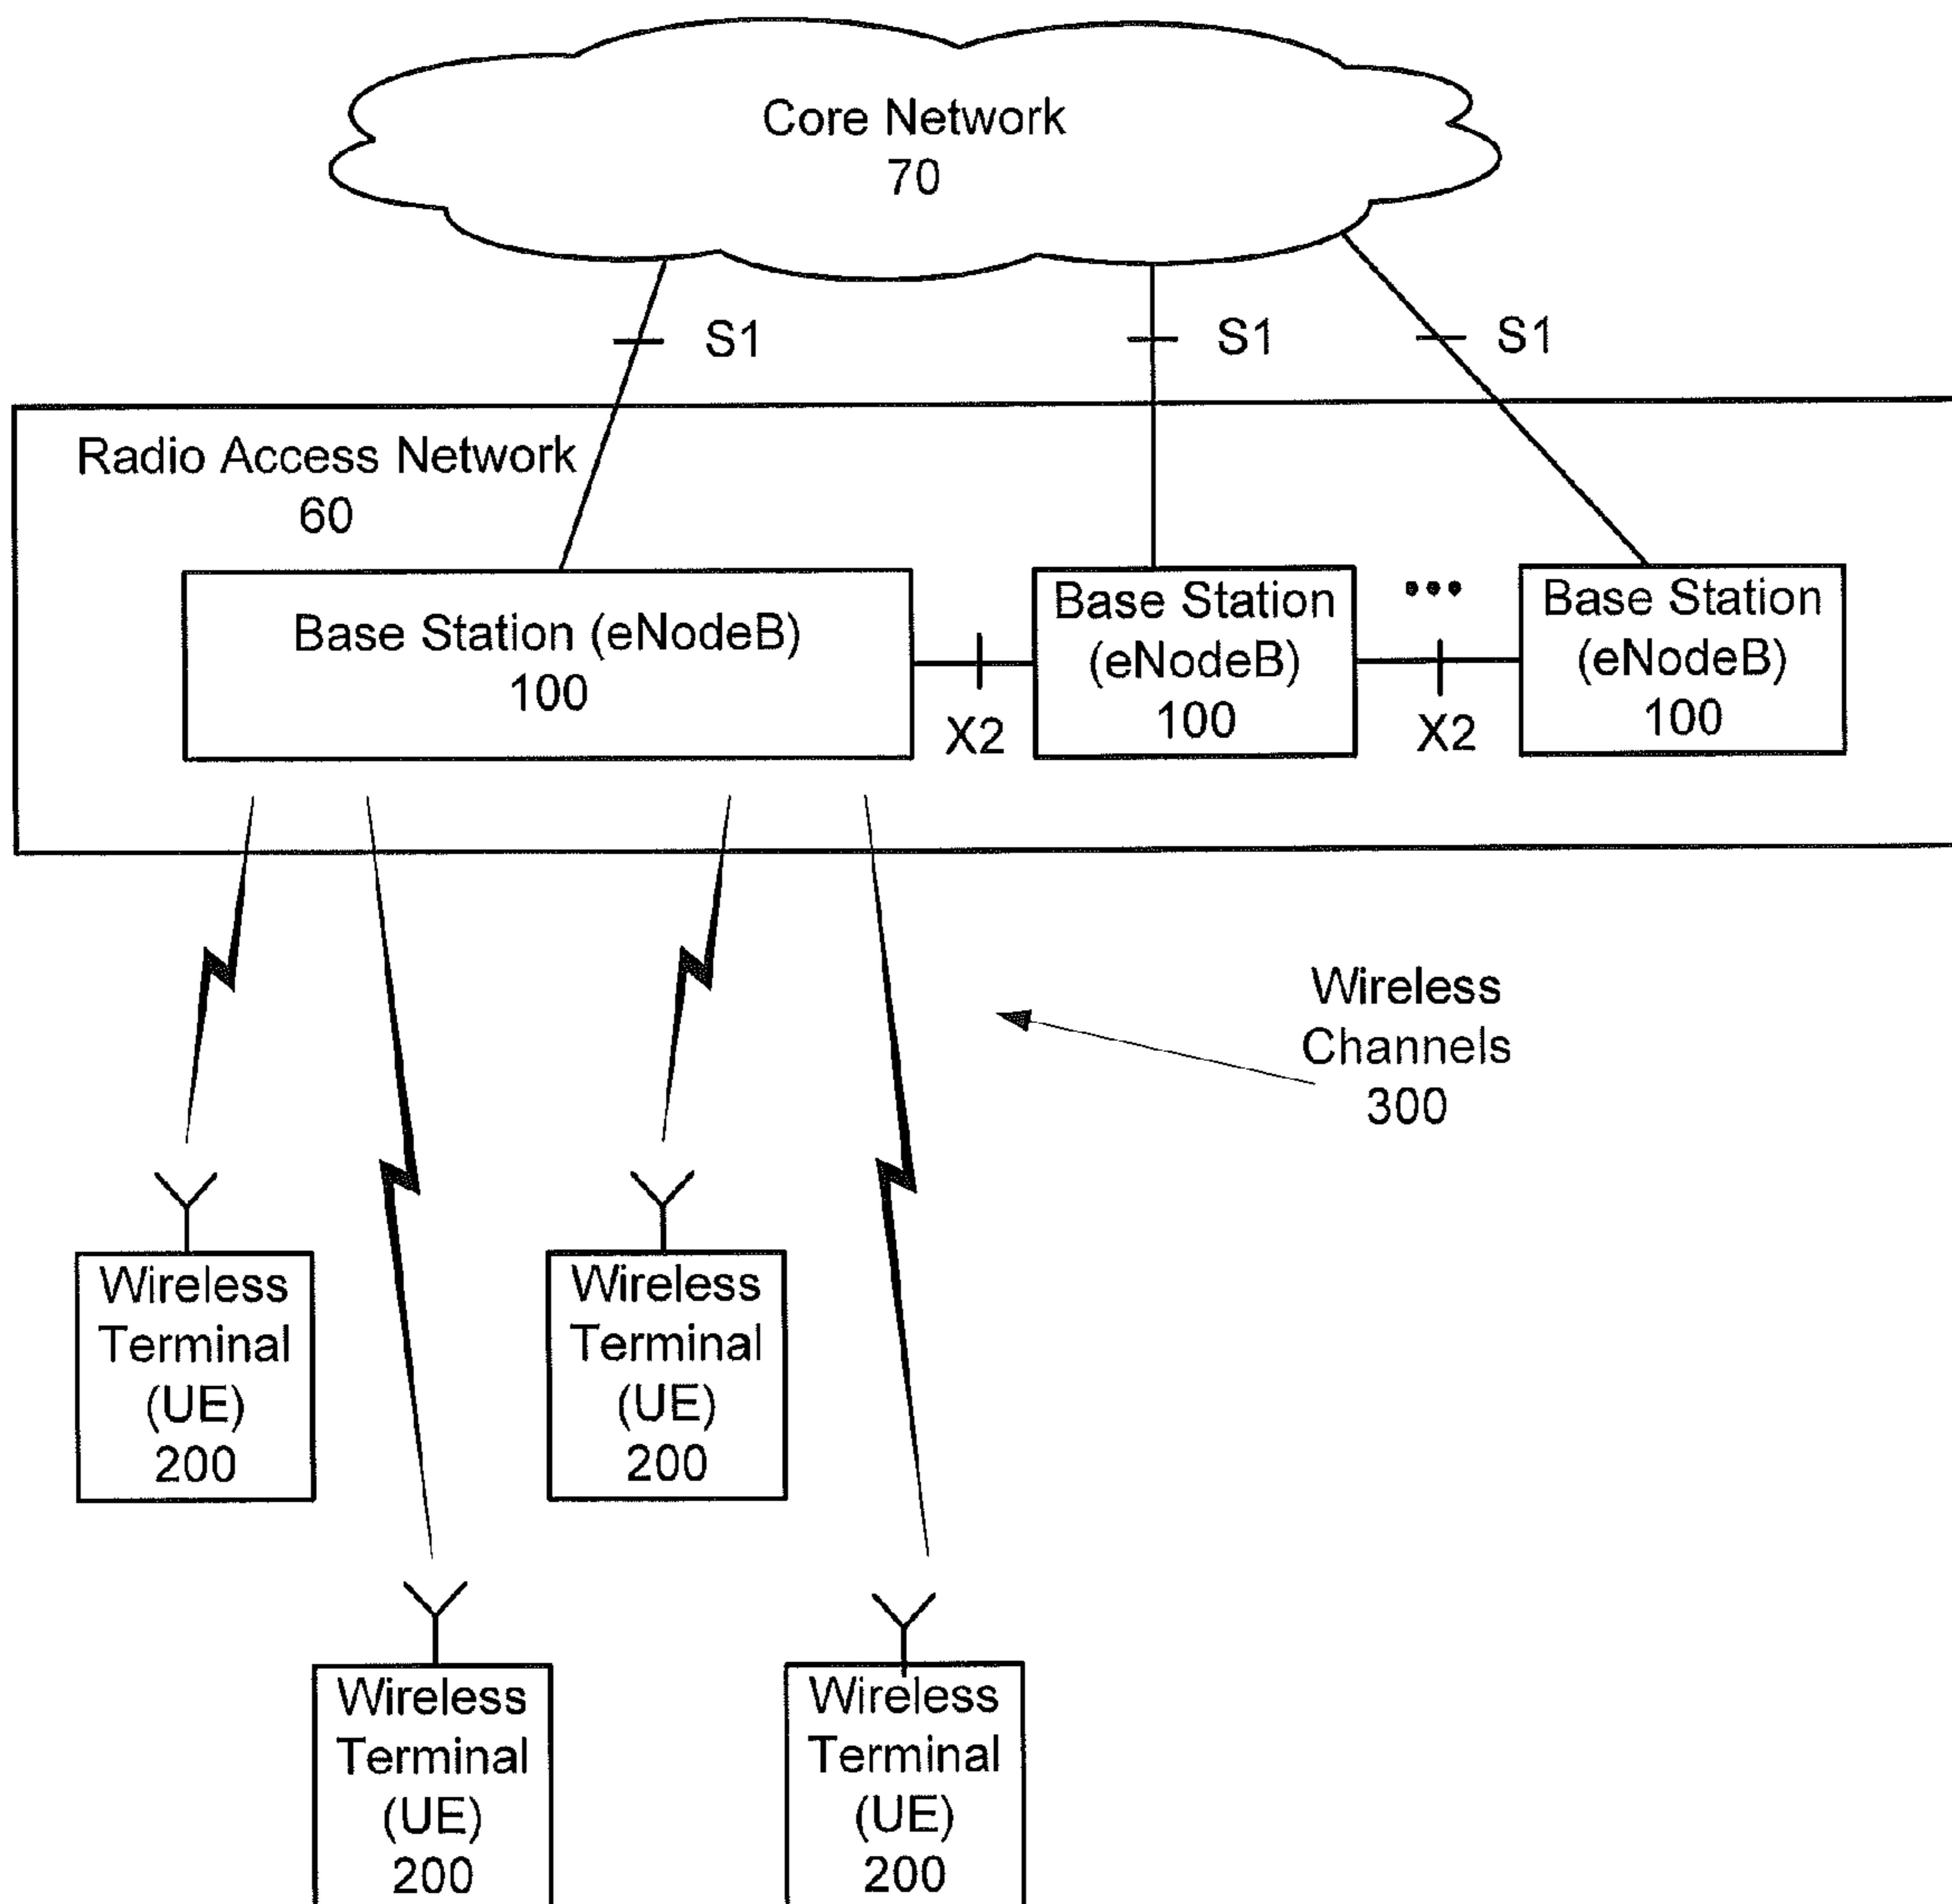 Core Network
70
S1
S1
S1
Radio Access Network
60
Base Station (eNodeB)
100
X2
Base Station
(eNodeB)
100
•••
X2
Base Station
(eNodeB)
100
Wireless
Channels
300
Wireless
Terminal
(UE)
200
Wireless
Terminal
(UE)
200
Wireless
Terminal
(UE)
200
Wireless
Terminal
(UE)
200